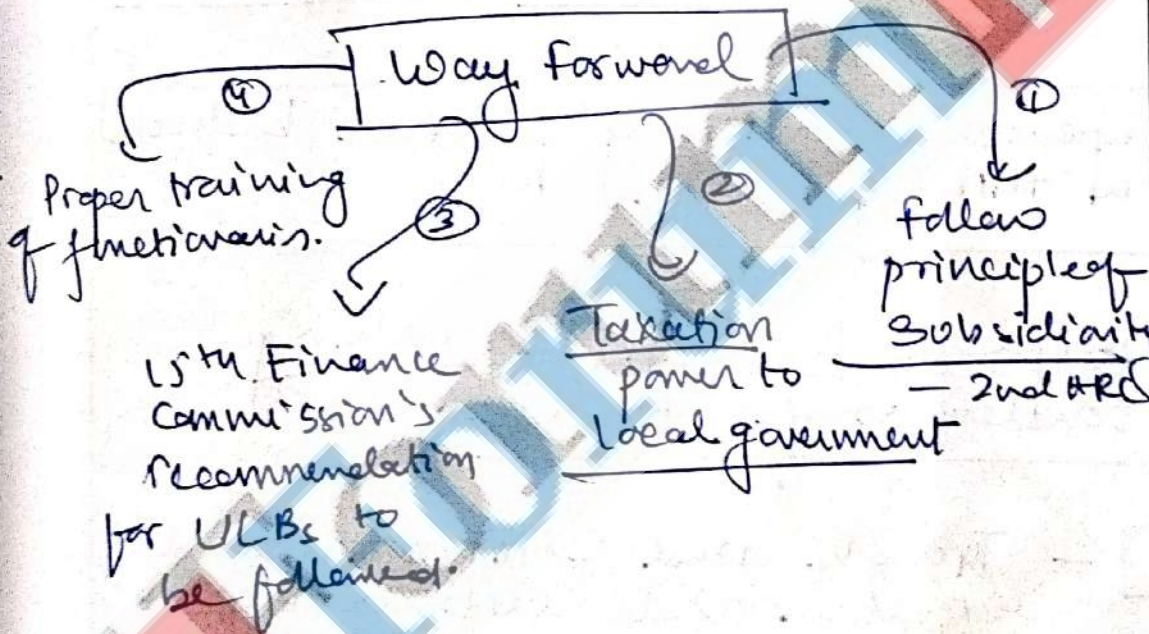 Way forward
①
follow
principle of
Subsidiarity
- 2nd ARC
②
Taxation
power to
local government
③
15th Finance
Commission's
recommendation
for ULBs to
be followed.
④
Proper training
of functionaries.